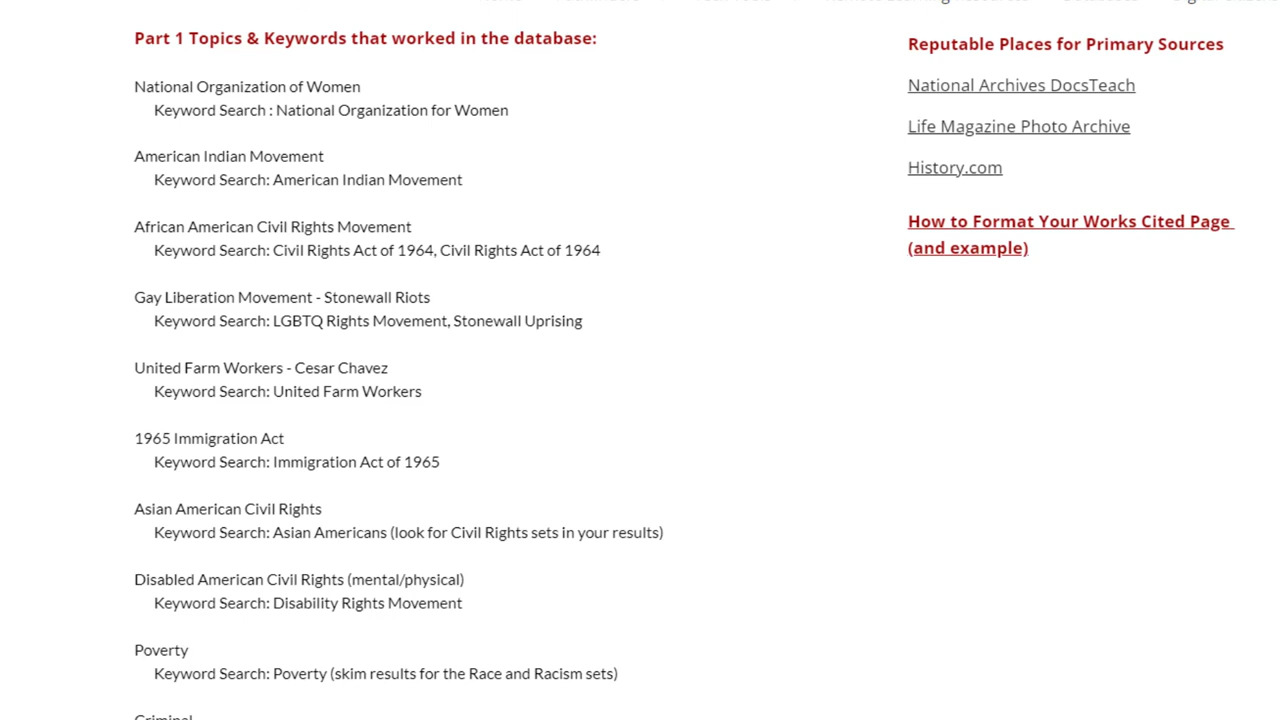 Part 1 Topics & Keywords that worked in the database:
National Organization of Women
Keyword Search : National Organization for Women
American Indian Movement
Keyword Search: American Indian Movement
African American Civil Rights Movement
Keyword Search: Civil Rights Act of 1964, Civil Rights Act of 1964
Gay Liberation Movement - Stonewall Riots
Keyword Search: LGBTQ Rights Movement, Stonewall Uprising
United Farm Workers - Cesar Chavez
Keyword Search: United Farm Workers
1965 Immigration Act
Keyword Search: Immigration Act of 1965
Asian American Civil Rights
Keyword Search: Asian Americans (look for Civil Rights sets in your results)
Disabled American Civil Rights (mental/physical)
Keyword Search: Disability Rights Movement
Poverty
Keyword Search: Poverty (skim results for the Race and Racism sets)
Criminal
Reputable Places for Primary Sources
National Archives DocsTeach
Life Magazine Photo Archive
History.com
How to Format Your Works Cited Page
(and example)